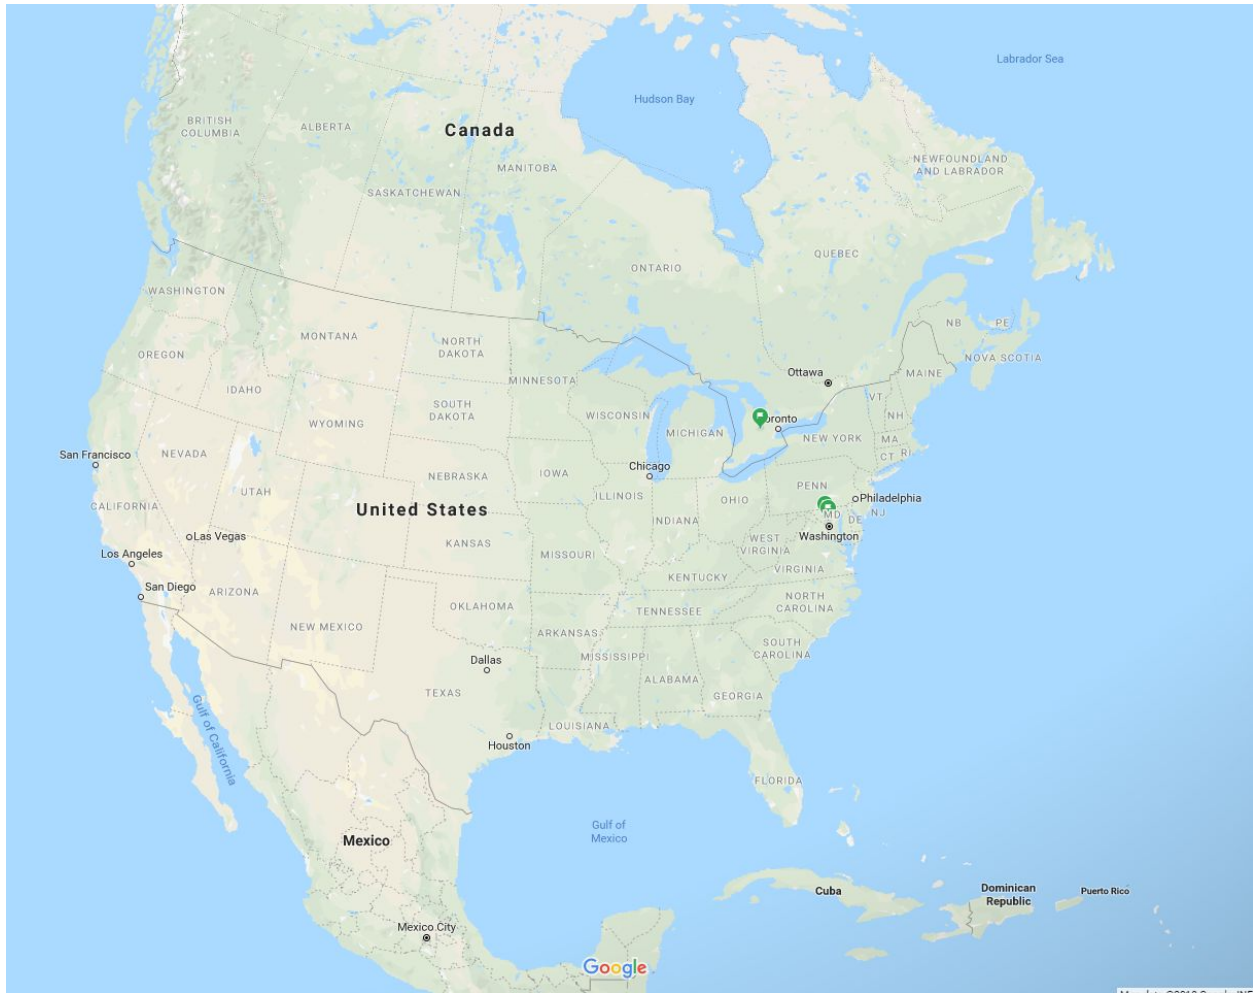 Labrador Sea
Hudson Bay
BRITISH
COLUMBIA
ALBERTA
Canada
MANITOBA
SASKATCHEWAN
NEWFOUNDLAND
AND LABRADOR
QUEBEC
ONTARIO
WASHINGTON
MONTANA
NORTH
DAKOTA
NB
PE
NOVA SCOTIA
OREGON
IDAHO
MINNESOTA
Ottawa
MAINE
SOUTH
DAKOTA
WYOMING
WISCONSIN
MICHIGAN
oronto
VT
NH
NEW YORK
MA
CT
RI
San Francisco
NEVADA
Chicago
IOWA
NEBRASKA
UTAH
ILLINOIS
OHIO
PENN
Philadelphia
CALIFORNIA
United States
INDIANA
MD
DE
NJ
Las Vegas
KANSAS
WEST
VIRGINIA
Washington
Los Angeles
MISSOURI
San Diego
ARIZONA
KENTUCKY
VIRGINIA
OKLAHOMA
TENNESSEE
NORTH
CAROLINA
NEW MEXICO
ARKANSAS
SOUTH
CAROLINA
Dallas
MISSISSIPPI
ALABAMA
TEXAS
GEORGIA
Gulf of California
LOUISIANA
Houston
FLORIDA
Gulf of
Mexico
Mexico
Cuba
Dominican
Republic
Puerto Rico
Mexico City
Google